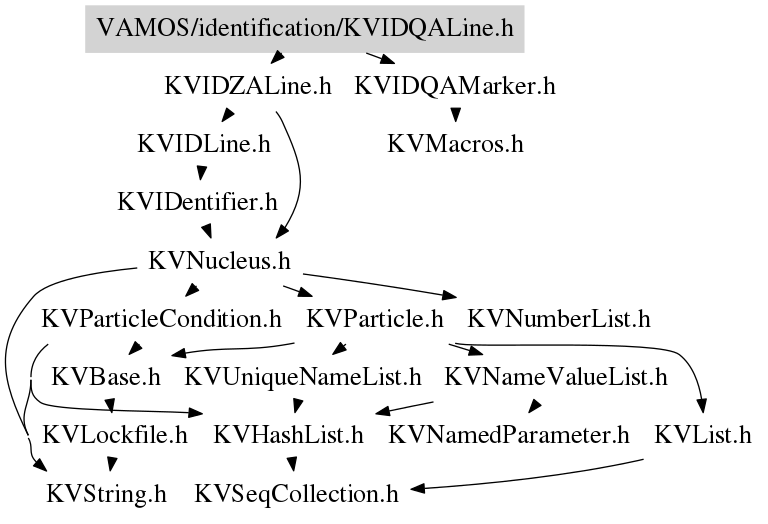 VAMOS/identification/KVIDQALine.h
KVIDZALine.h
KVIDQAMarker.h
KVIDLine.h
KVMacros.h
KVIDentifier.h
KVNucleus.h
KVParticleCondition.h
KVParticle.h
KVNumberList.h
KVBase.h
KVUniqueNameList.h
KVNameValueList.h
KVLockfile.h
KVHashList.h
KVNamedParameter.h
KVList.h
KVString.h
KVSeqCollection.h